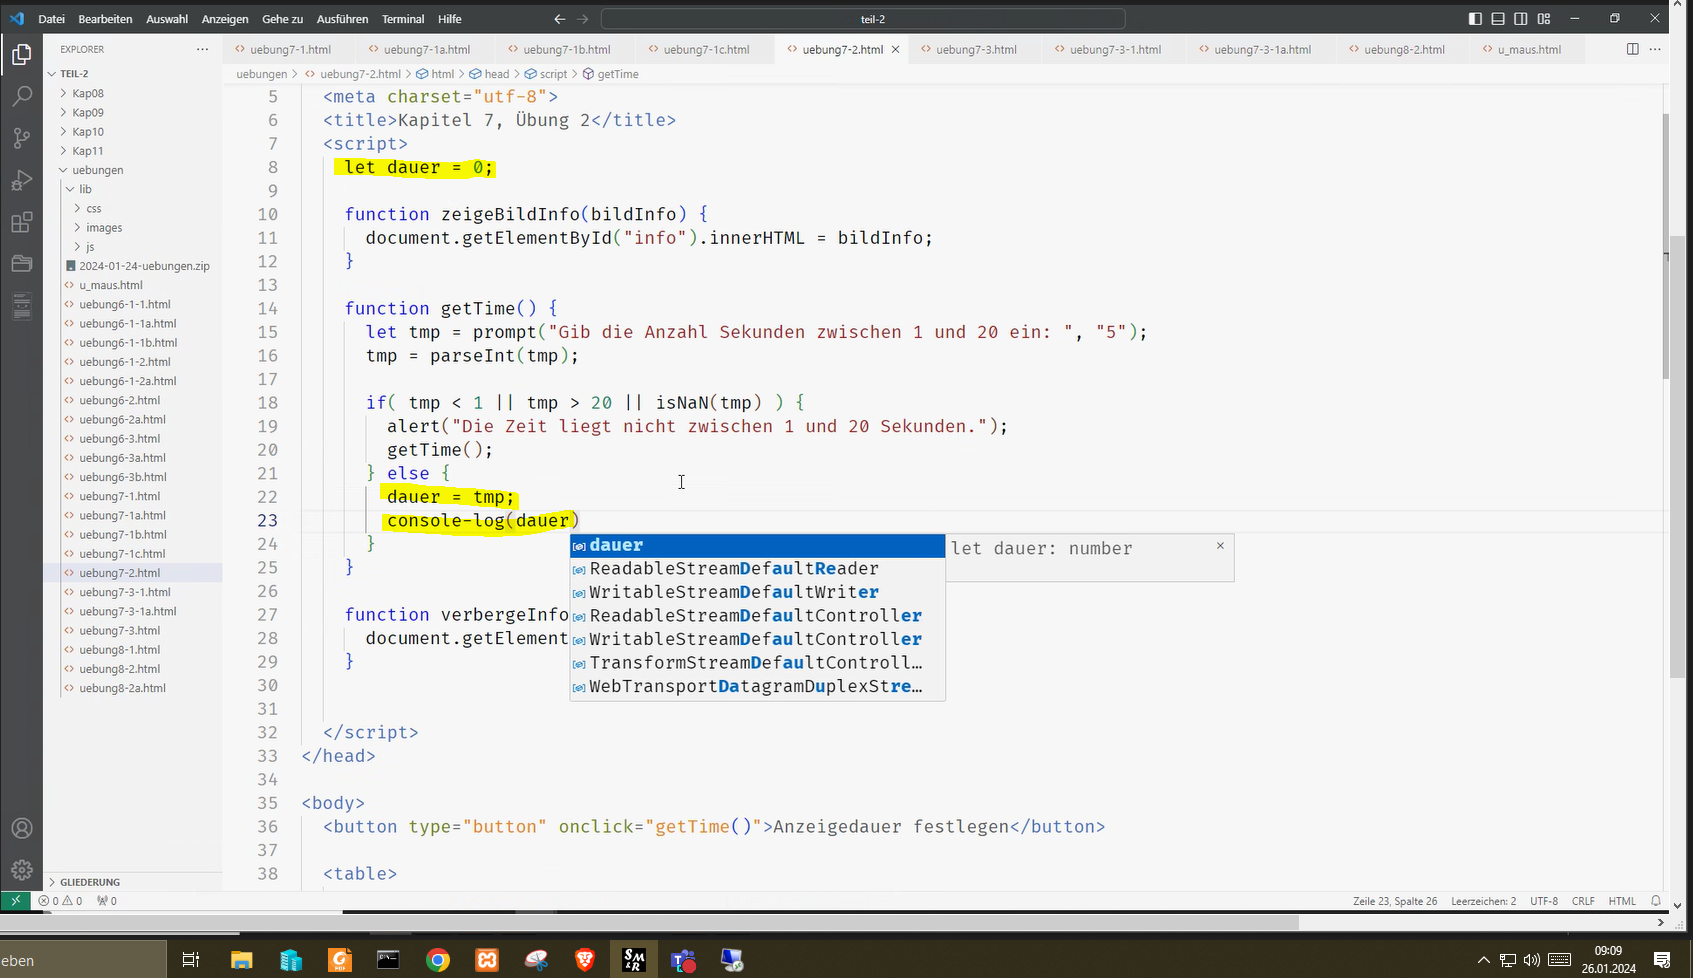 Datei Bearbeiten Auswahl Anzeigen Gehe zu Ausführen Terminal Hilfe
teil-2
EXPLORER
uebung7-1.html uebung7-1a.html uebung7-1b.html uebung7-1c.html uebung7-2.html uebung7-3.html uebung7-3-1.html uebung7-3-1a.html uebung8-2.html u_maus.html
uebungen > uebung7-2.html > html > head > script > getTime
TEIL-2
Kap08
Kap09
Kap10
Kap11
uebungen
lib
css
images
js
2024-01-24-uebungen.zip
u_maus.html
uebung6-1-1.html
uebung6-1-1a.html
uebung6-1-1b.html
uebung6-1-2.html
uebung6-1-2a.html
uebung6-2.html
uebung6-2a.html
uebung6-3.html
uebung6-3a.html
uebung6-3b.html
uebung7-1.html
uebung7-1a.html
uebung7-1b.html
uebung7-1c.html
uebung7-2.html
uebung7-3-1.html
uebung7-3-1a.html
uebung7-3.html
uebung8-1.html
uebung8-2.html
uebung8-2a.html
GLIEDERUNG
5 <meta charset="utf-8">
6 <title>Kapitel 7, Übung 2</title>
7 <script>
8 let dauer = 0;
9
10 function zeigeBildInfo(bildInfo) {
11 document.getElementById("info").innerHTML = bildInfo;
12 }
13
14 function getTime() {
15 let tmp = prompt("Gib die Anzahl Sekunden zwischen 1 und 20 ein: ", "5");
16 tmp = parseInt(tmp);
17
18 if( tmp < 1 || tmp > 20 || isNaN(tmp) ) {
19 alert("Die Zeit liegt nicht zwischen 1 und 20 Sekunden.");
20 getTime();
21 } else {
22 dauer = tmp;
23 console-log(dauer)
24 }
25 }
26
27 function verbergeInfo
28 document.getElement
29 }
30
31
32 </script>
33 </head>
34
35 <body>
36 <button type="button" onclick="getTime()">Anzeigedauer festlegen</button>
37
38 <table>
dauer
ReadableStreamDefaultReader
WritableStreamDefaultWriter
ReadableStreamDefaultController
WritableStreamDefaultController
TransformStreamDefaultControll…
WebTransportDatagramDuplexStre…
let dauer: number
0 0 0 Zeile 23, Spalte 26 Leerzeichen: 2 UTF-8 CRLF HTML
eben
09:09
26.01.2024